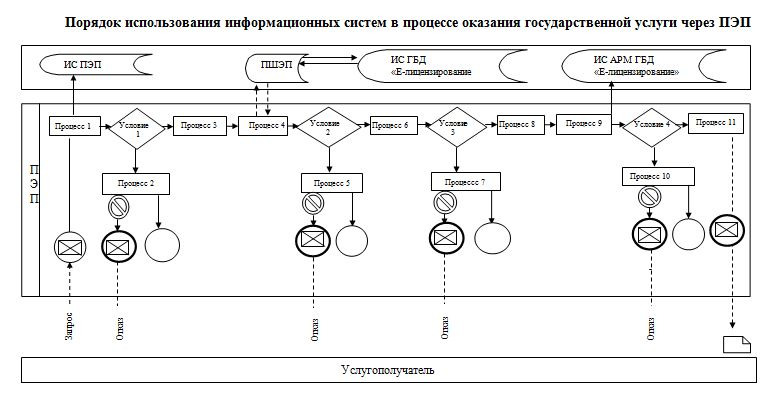 Порядок использования информационных систем в процессе оказания государственной услуги через ПЭП
ИС ПЭП
ПШЭП
ИС ГБД
«Е-лицензирование
ИС АРМ ГБД
«Е-лицензирование»
П
Э
П
Процесс 1
Условие
1
Процесс 3
Процесс 4
Условие
2
Процесс 6
Условие
3
Процесс 8
Процесс 9
Условие 4
Процесс 11
Процесс 2
Процесс 5
Процессс 7
Процесс 10
Запрос
Отказ
Отказ
Отказ
Отказ
Услугополучатель